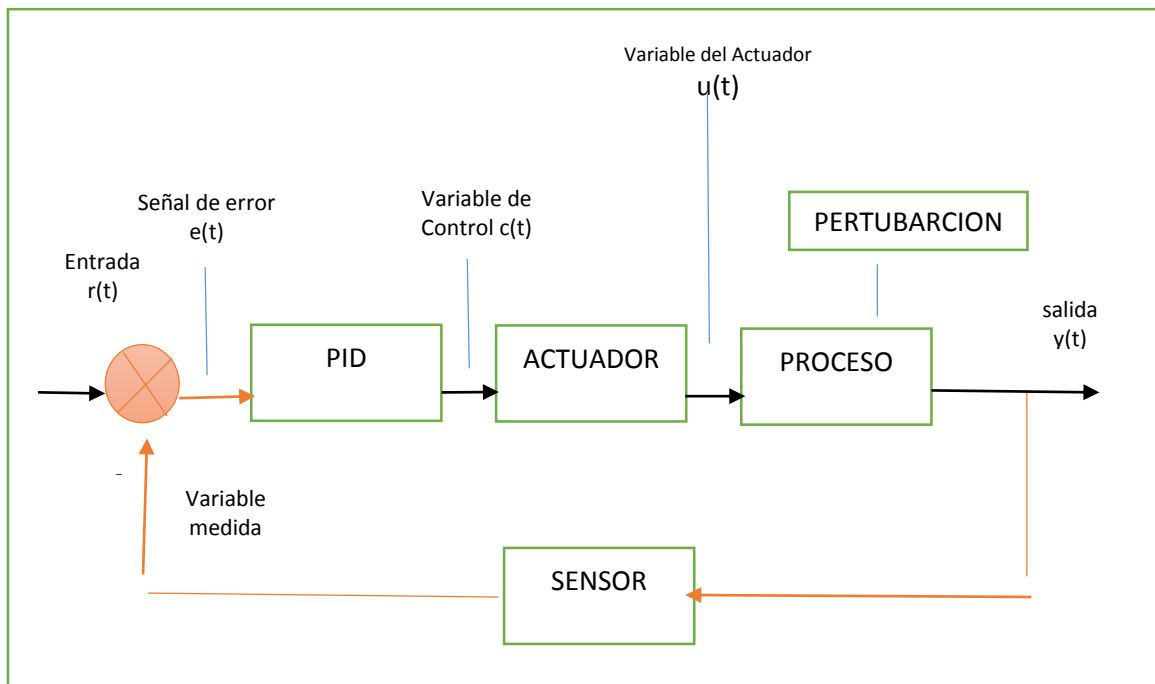 Variable del Actuador
u(t)
Señal de error
e(t)
Variable de
Control c(t)
PERTUBARCION
Entrada
r(t)
salida
y(t)
PID
ACTUADOR
PROCESO
-
Variable
medida
SENSOR